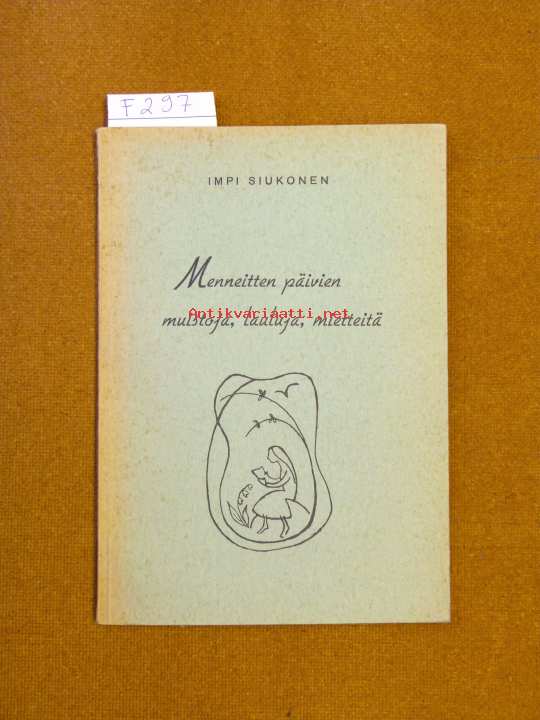 F297
IMPI SIUKONEN
Menneitten päivien
Antikvariaatti.net
muistoja, lauluja, mietteitä